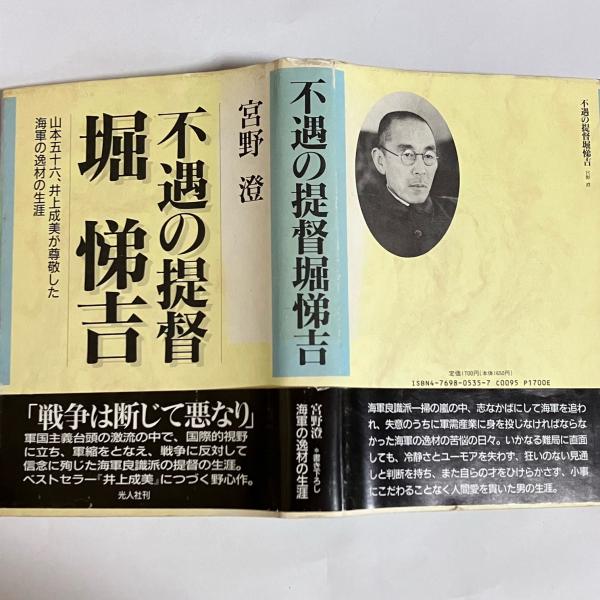 不遇の提督
堀 悌吉
山本五十六、井上成美が尊敬した
海軍の逸材の生涯
宮野 澄
「戦争は断じて悪なり」
軍国主義台頭の激流の中で、国際的視野
に立ち、軍縮をとなえ、戦争に反対して
信念に殉じた海軍良識派の提督の生涯。
ベストセラー『井上成美』につづく野心作。
光人社刊
不遇の提督堀悌吉
宮野澄
*書き下ろし
海軍の逸材の生涯
不遇の提督堀悌吉
宮野 澄
定価1700円(本体1650円)
ISBN4-7698-0535-7 C0095 P1700E
海軍良識派一掃の嵐の中、志なかばにして海軍を追わ
れ、失意のうちに軍需産業に身を投じなければならな
かった海軍の逸材の苦悩の日々。いかなる難局に直面
しても、冷静さとユーモアを失わず、狂いのない見通
しと判断を持ち、また自らの才をひけらかさず、小事
にこだわることなく人間愛を貫いた男の生涯。